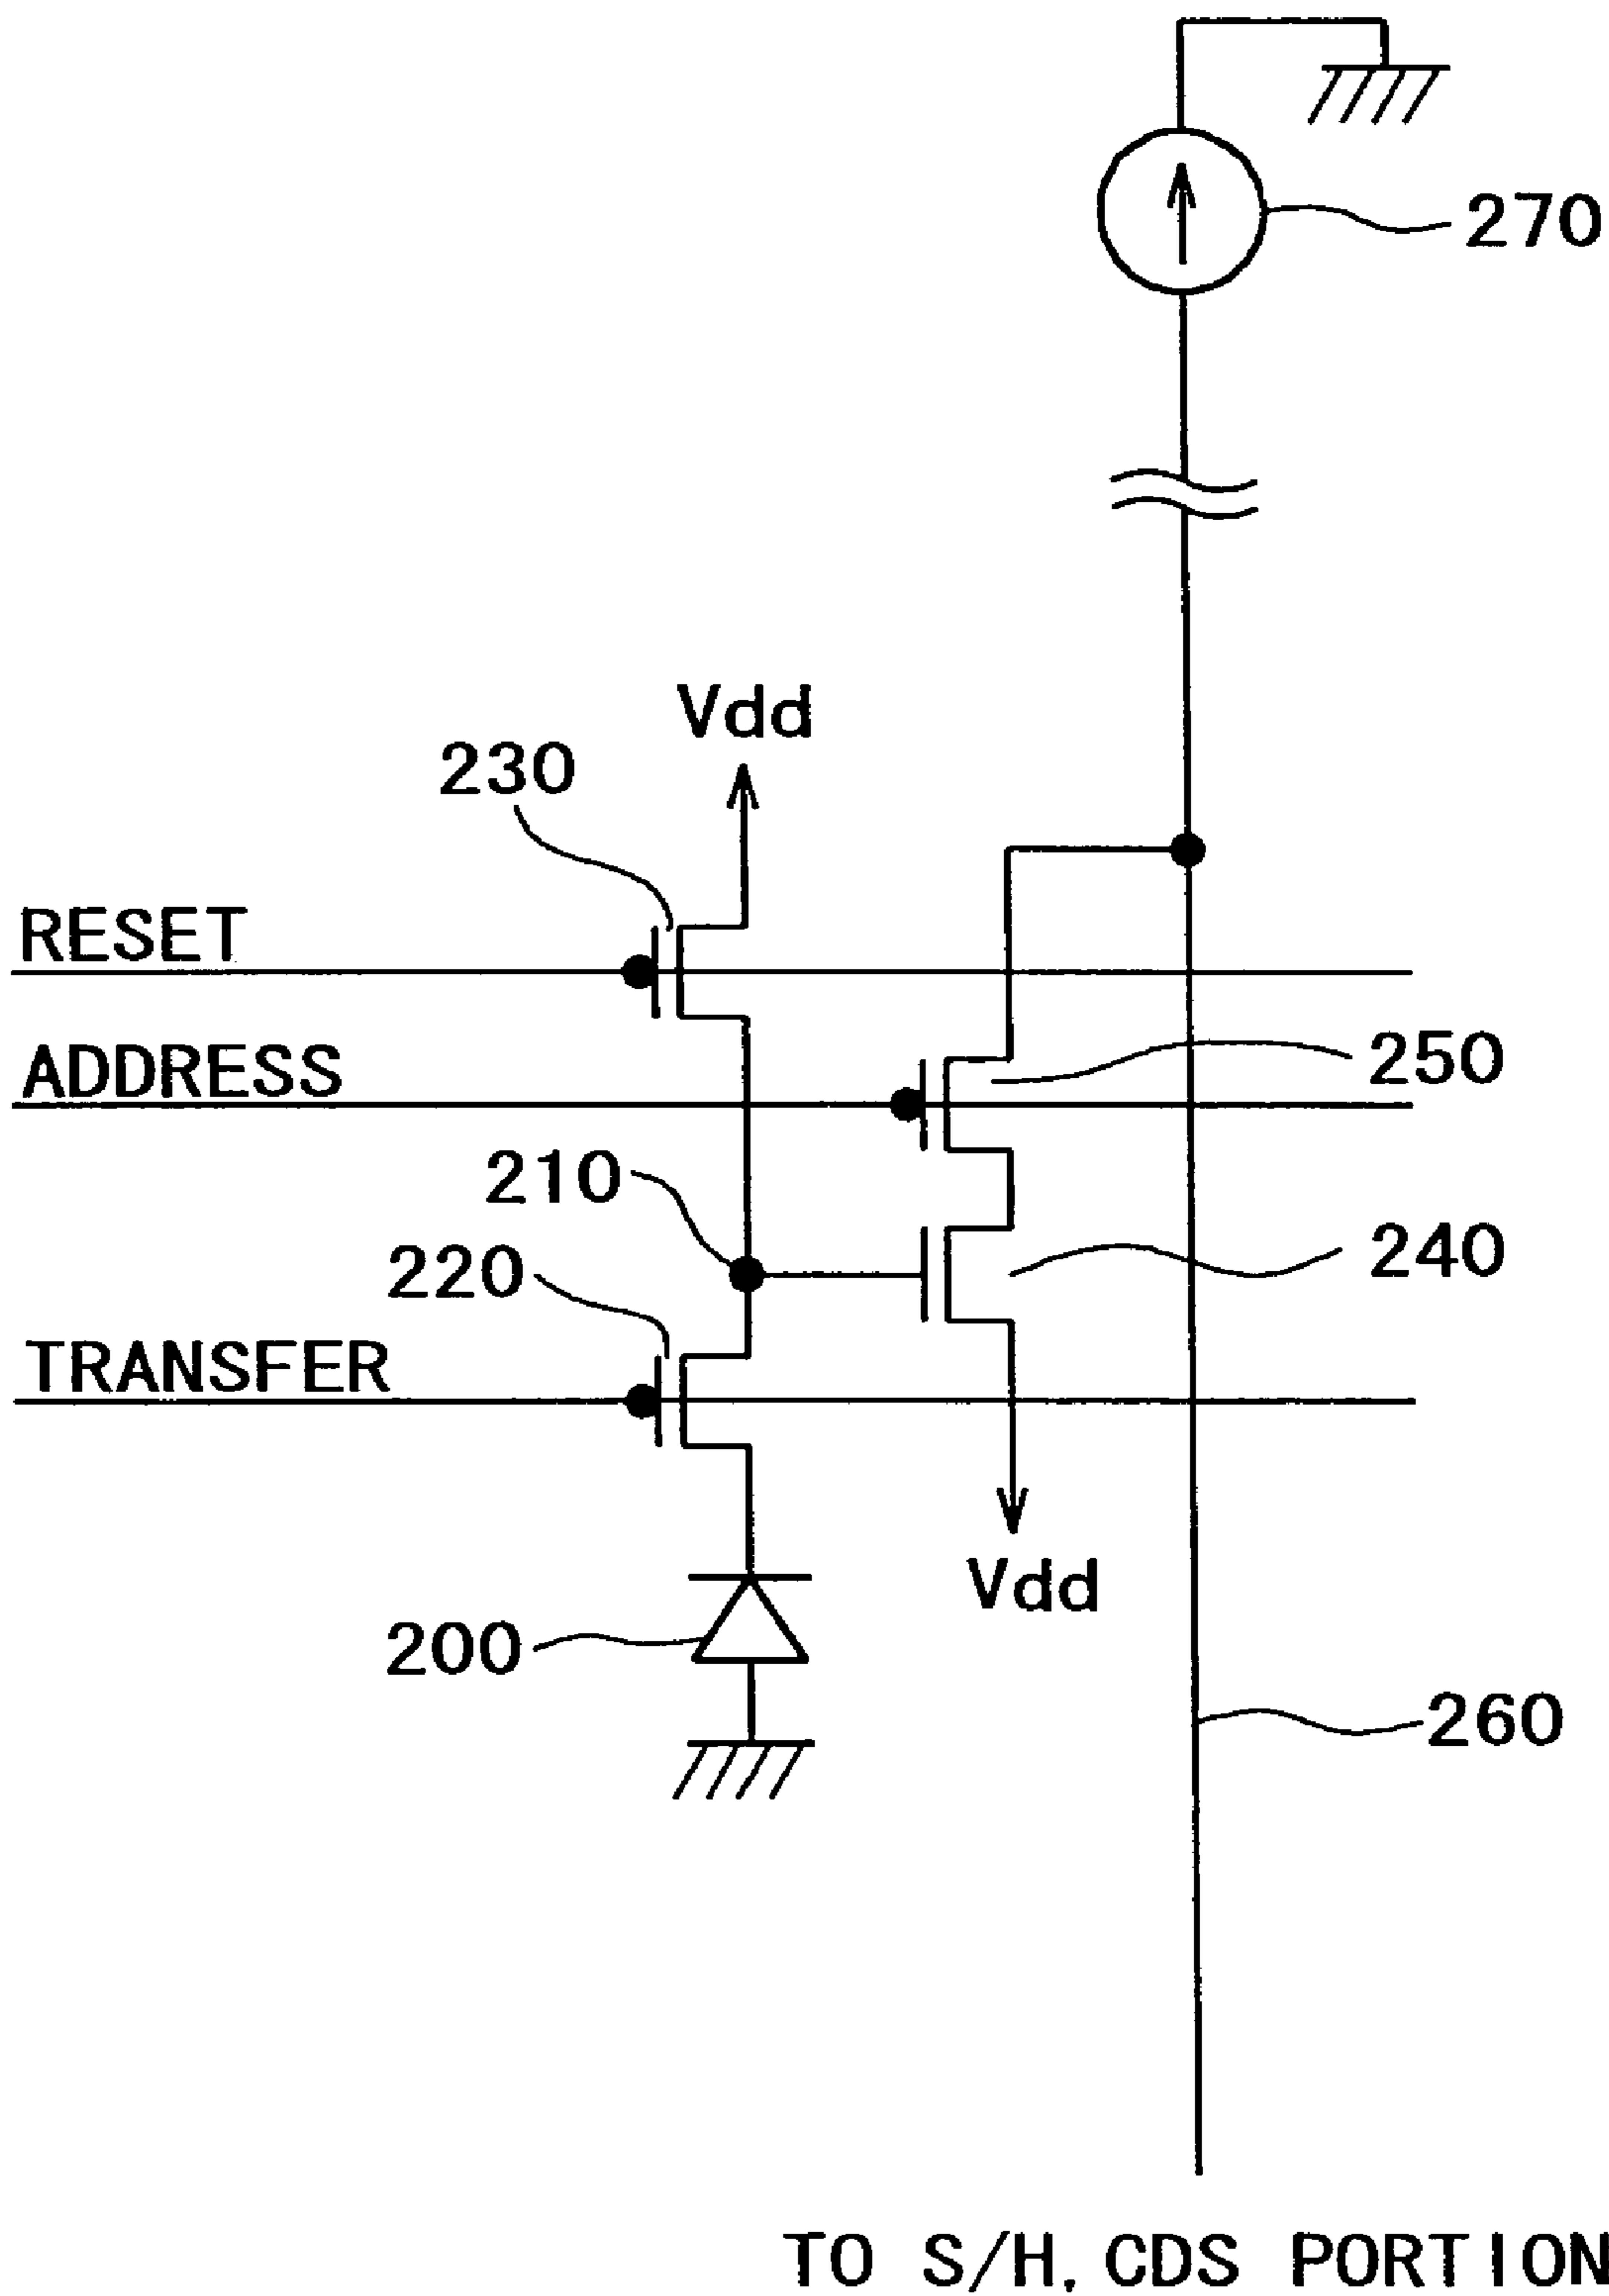 270
Vdd
230
RESET
ADDRESS
250
210
240
220
TRANSFER
Vdd
200
260
TO S/H, CDS PORTION